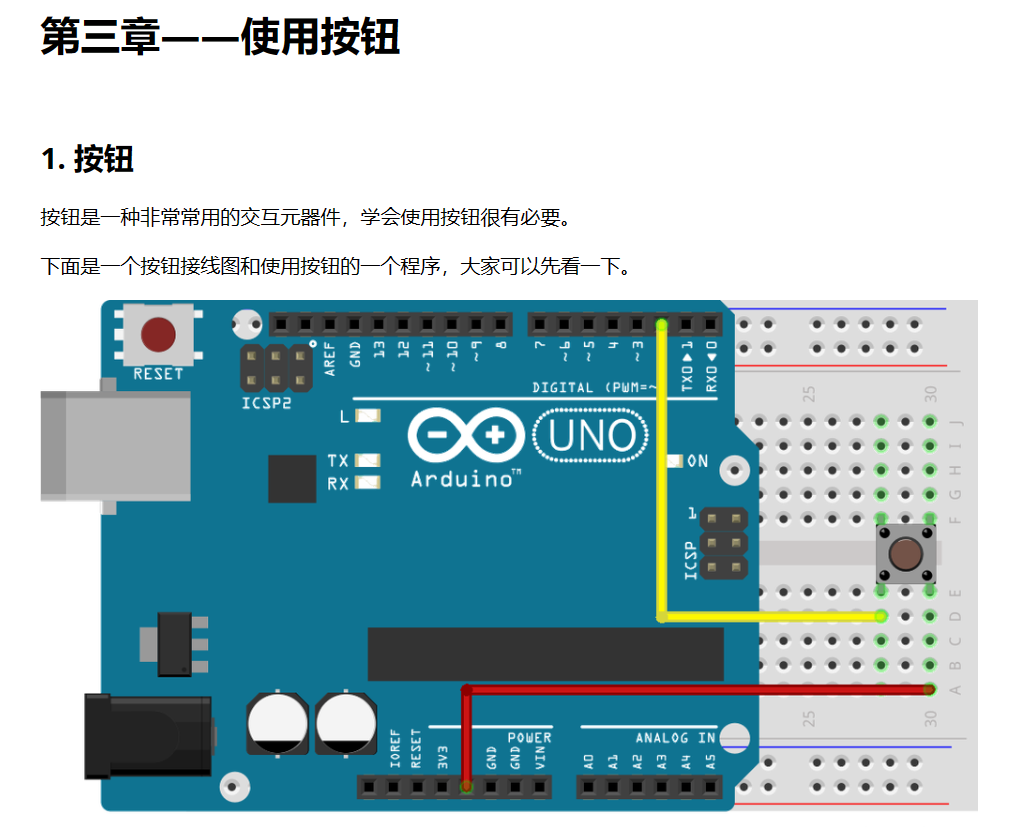 第三章——使用按钮
1. 按钮
按钮是一种非常常用的交互元器件，学会使用按钮很有必要。
下面是一个按钮接线图和使用按钮的一个程序，大家可以先看一下。
RESET
ICSP2
AREF
GND
13
12
~11
~10
~9
8
7
~6
~5
4
~3
TX0▶1
RX0◀0
DIGITAL (PWM=~
L
TX
RX
UNO
Arduino™
ON
1
ICSP
25
30
J
I
H
G
F
E
D
C
B
A
25
30
IOREF
RESET
3V3
GND
GND
VIN
POWER
ANALOG IN
A0
A1
A2
A3
A4
A5